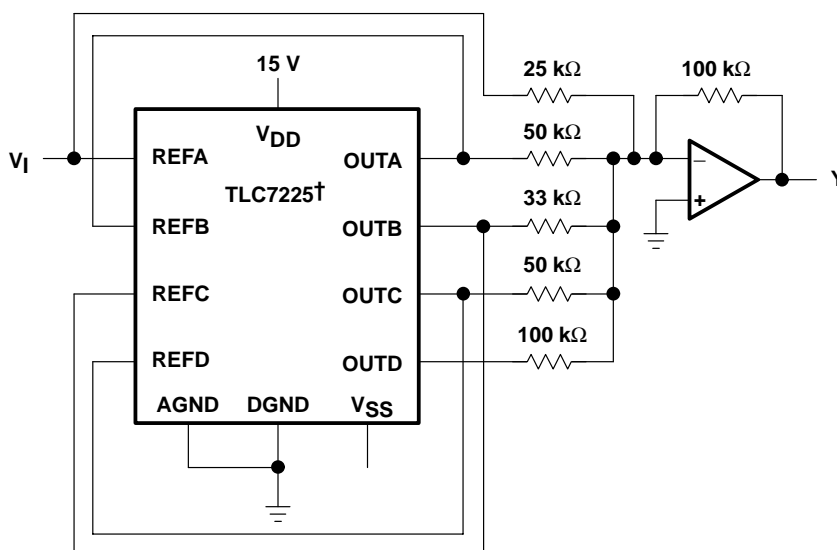 15 V
25 kΩ
100 kΩ
VDD
50 kΩ
VI
REFA
OUTA
−
TLC7225†
33 kΩ
+
Y
REFB
OUTB
50 kΩ
REFC
OUTC
100 kΩ
REFD
OUTD
AGND
DGND
VSS